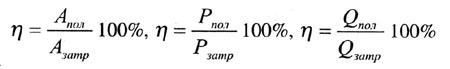 η = A_пол / A_затр 100%, η = P_пол / P_затр 100%, η = Q_пол / Q_затр 100%